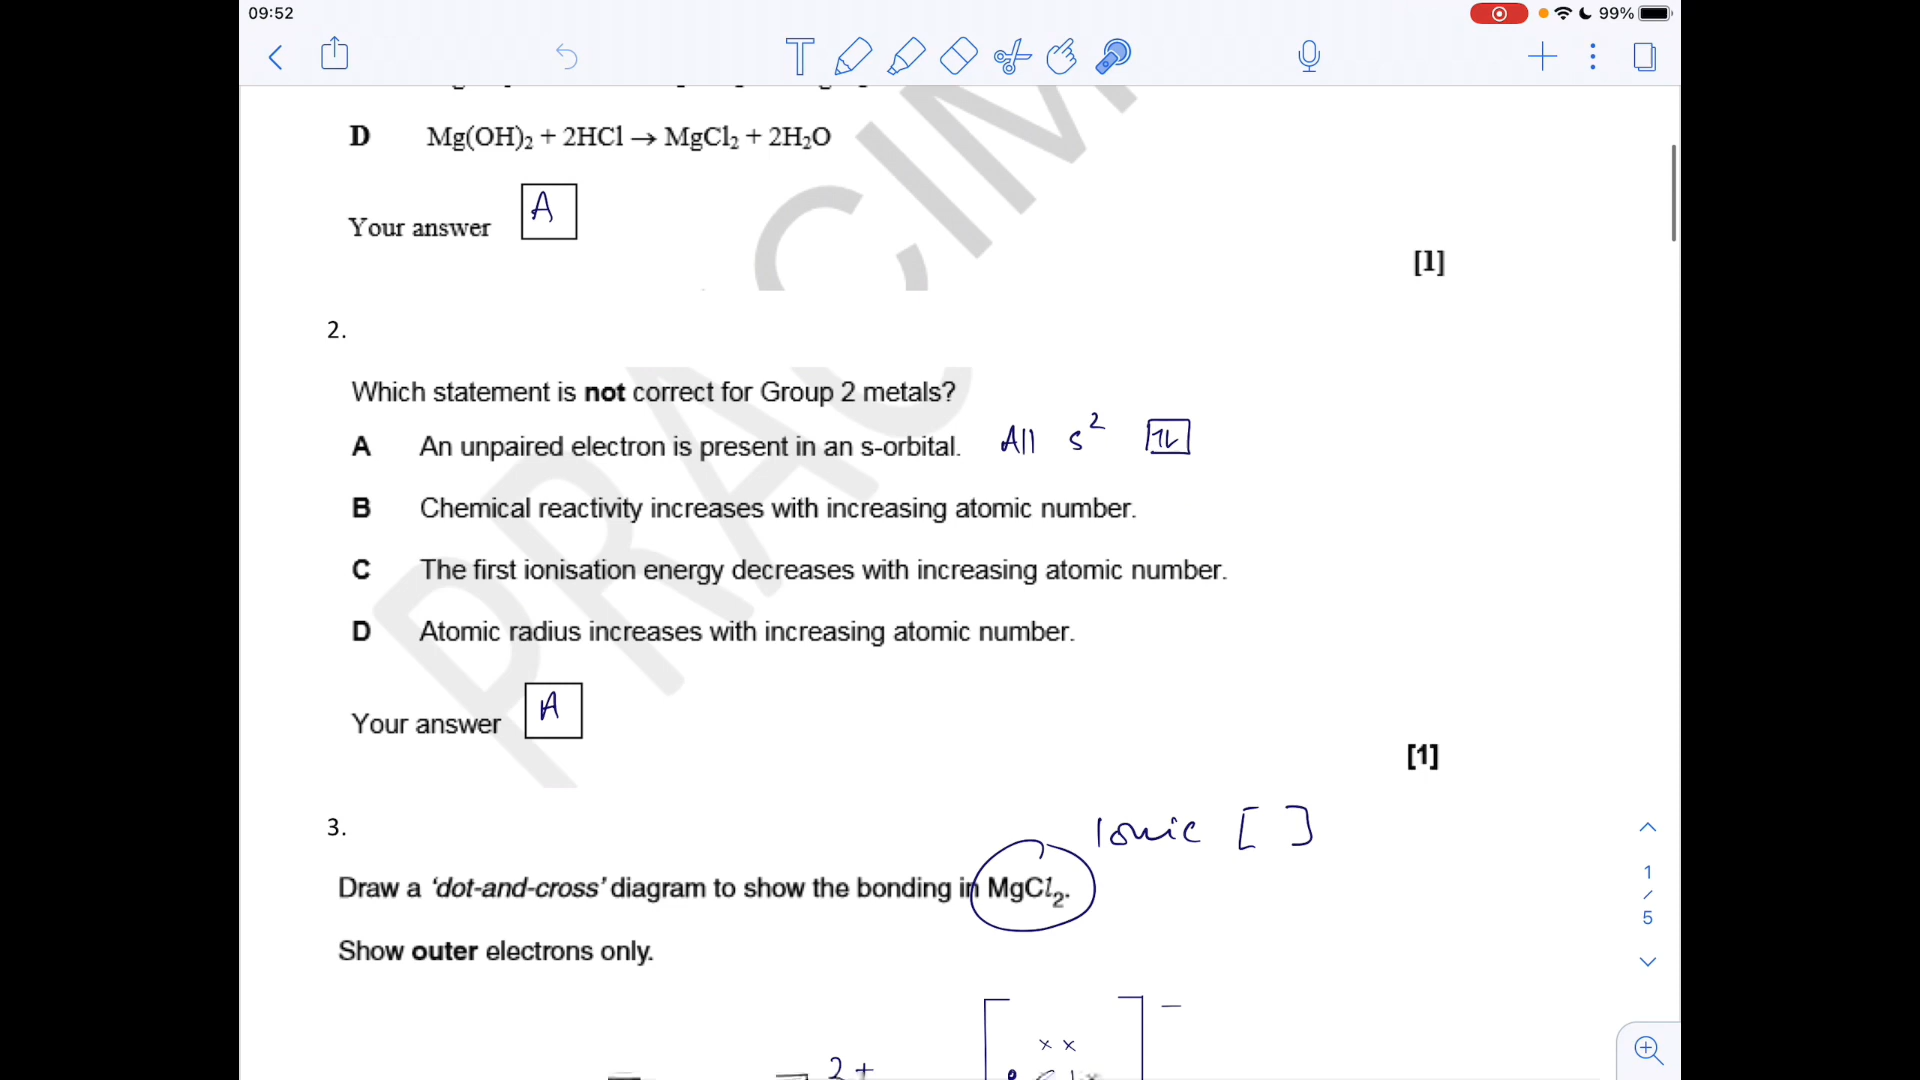 09:52
99%
T
D Mg(OH)₂ + 2HCl → MgCl₂ + 2H₂O
A
Your answer
[1]
2.
Which statement is not correct for Group 2 metals?
A An unpaired electron is present in an s-orbital. All s² ↑↓
B Chemical reactivity increases with increasing atomic number.
C The first ionisation energy decreases with increasing atomic number.
D Atomic radius increases with increasing atomic number.
A
Your answer
[1]
3.
Ionic [ ]
Draw a ‘dot-and-cross’ diagram to show the bonding in MgCl₂.
Show outer electrons only.
1
/
5
[ ] –
x x
2+
PRACIM